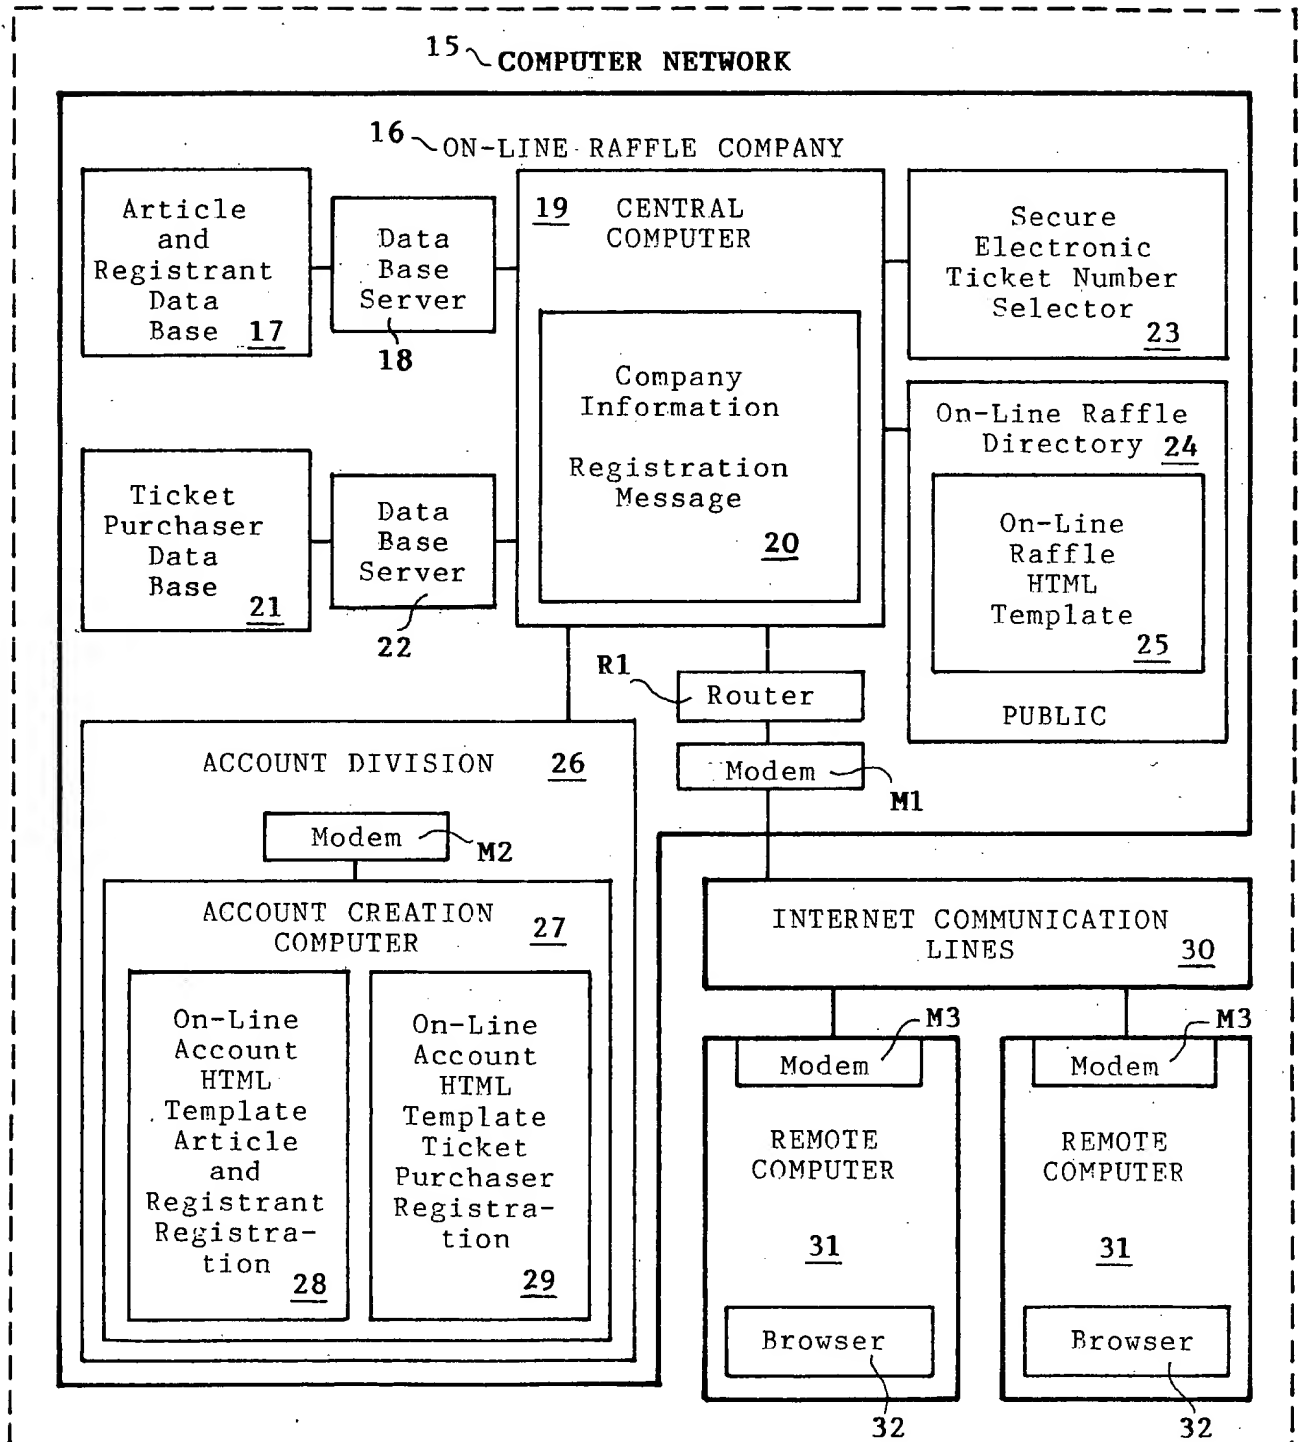 15 COMPUTER NETWORK
16 ON-LINE RAFFLE COMPANY
Article
and
Registrant
Data
Base 17
Data
Base
Server
18
19 CENTRAL
COMPUTER
Company
Information
Registration
Message
20
Secure
Electronic
Ticket Number
Selector
23
Ticket
Purchaser
Data
Base
21
Data
Base
Server
22
On-Line Raffle
Directory 24
On-Line
Raffle
HTML
Template
25
PUBLIC
R1
Router
Modem
M1
ACCOUNT DIVISION 26
Modem
M2
ACCOUNT CREATION
COMPUTER 27
On-Line
Account
HTML
Template
Article
and
Registrant
Registra-
tion
28
On-Line
Account
HTML
Template
Ticket
Purchaser
Registra-
tion
29
INTERNET COMMUNICATION
LINES 30
M3
Modem
REMOTE
COMPUTER
31
Browser
32
M3
Modem
REMOTE
COMPUTER
31
Browser
32